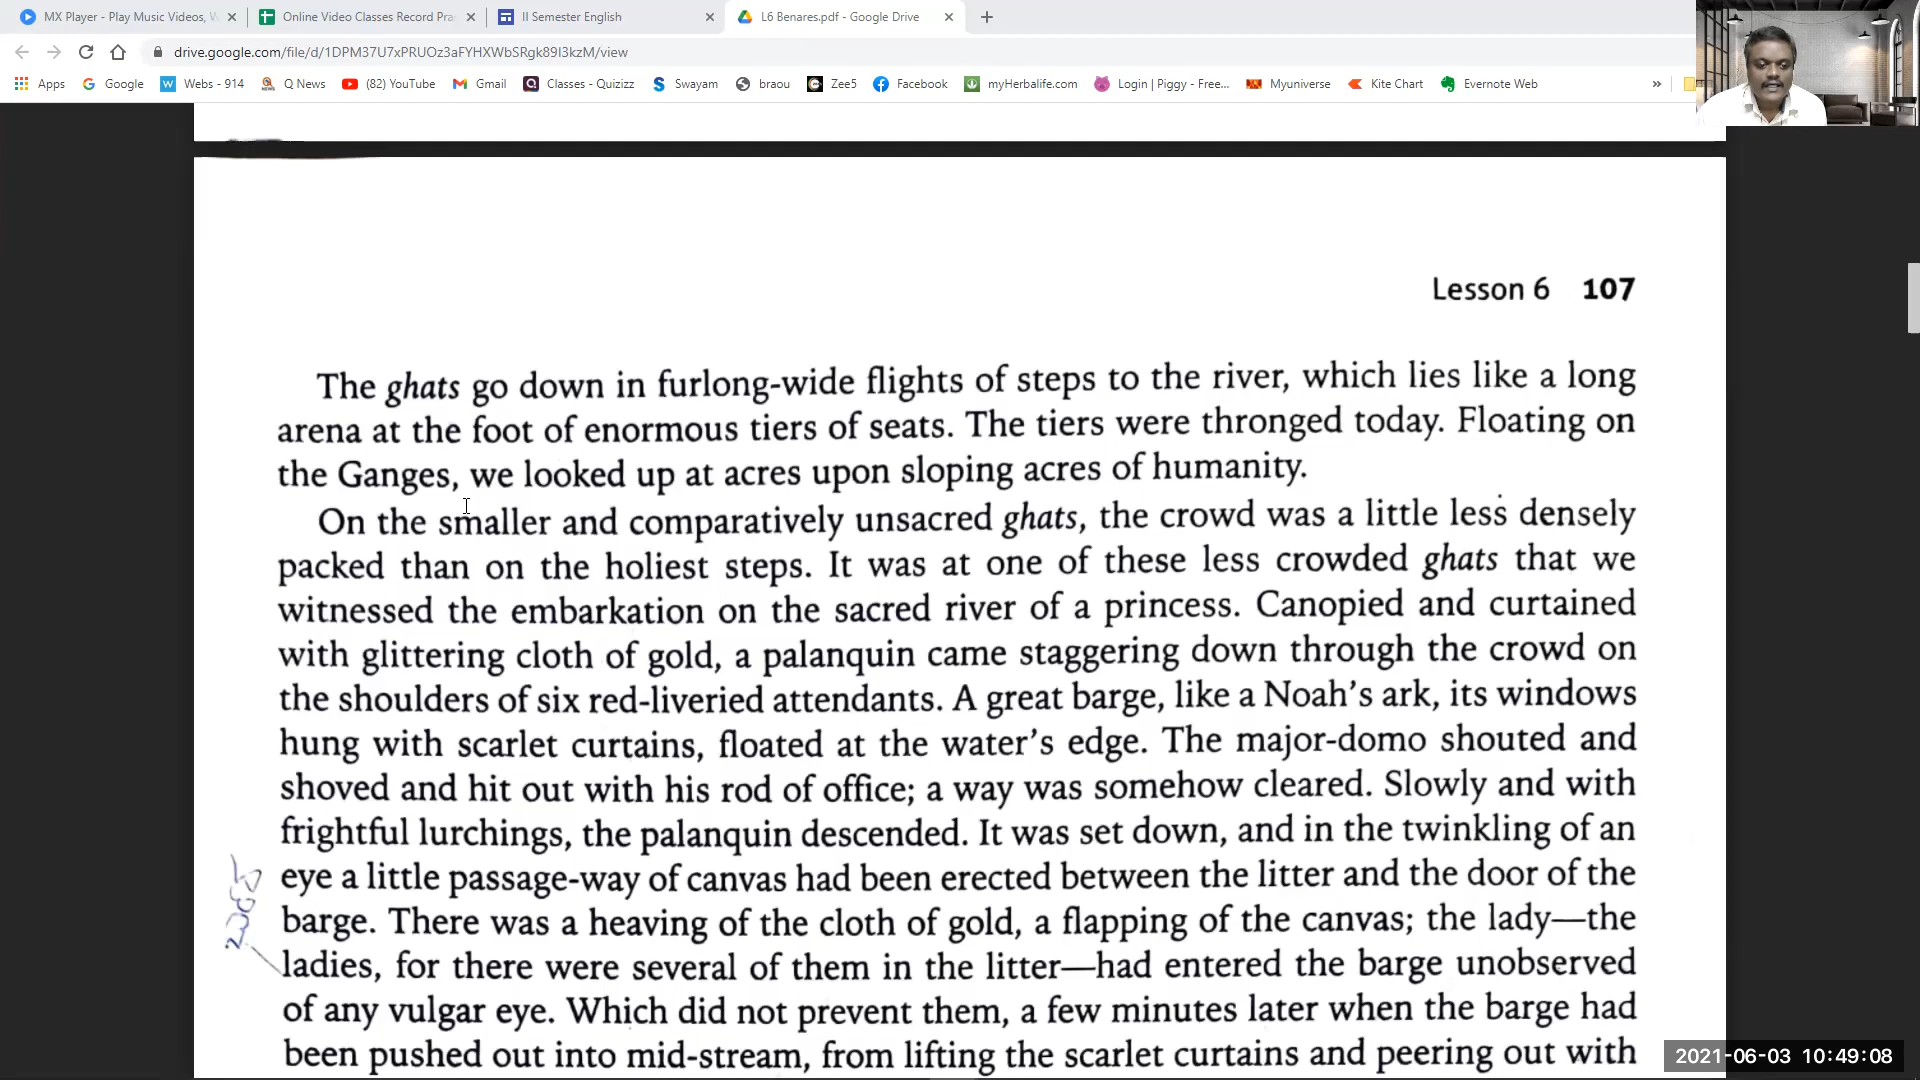 MX Player - Play Music Videos, W
Online Video Classes Record Pra
II Semester English
L6 Benares.pdf - Google Drive
drive.google.com/file/d/1DPM37U7xPRUOz3aFYHXWbSRgk89I3kzM/view
Apps
Google
Webs - 914
Q News
(82) YouTube
Gmail
Classes - Quizizz
Swayam
braou
Zee5
Facebook
myHerbalife.com
Login | Piggy - Free...
Myuniverse
Kite Chart
Evernote Web
Lesson 6 107
The ghats go down in furlong-wide flights of steps to the river, which lies like a long
arena at the foot of enormous tiers of seats. The tiers were thronged today. Floating on
the Ganges, we looked up at acres upon sloping acres of humanity.
On the smaller and comparatively unsacred ghats, the crowd was a little less densely
packed than on the holiest steps. It was at one of these less crowded ghats that we
witnessed the embarkation on the sacred river of a princess. Canopied and curtained
with glittering cloth of gold, a palanquin came staggering down through the crowd on
the shoulders of six red-liveried attendants. A great barge, like a Noah's ark, its windows
hung with scarlet curtains, floated at the water's edge. The major-domo shouted and
shoved and hit out with his rod of office; a way was somehow cleared. Slowly and with
frightful lurchings, the palanquin descended. It was set down, and in the twinkling of an
eye a little passage-way of canvas had been erected between the litter and the door of the
barge. There was a heaving of the cloth of gold, a flapping of the canvas; the lady—the
ladies, for there were several of them in the litter—had entered the barge unobserved
of any vulgar eye. Which did not prevent them, a few minutes later when the barge had
been pushed out into mid-stream, from lifting the scarlet curtains and peering out with
2021-06-03 10:49:08